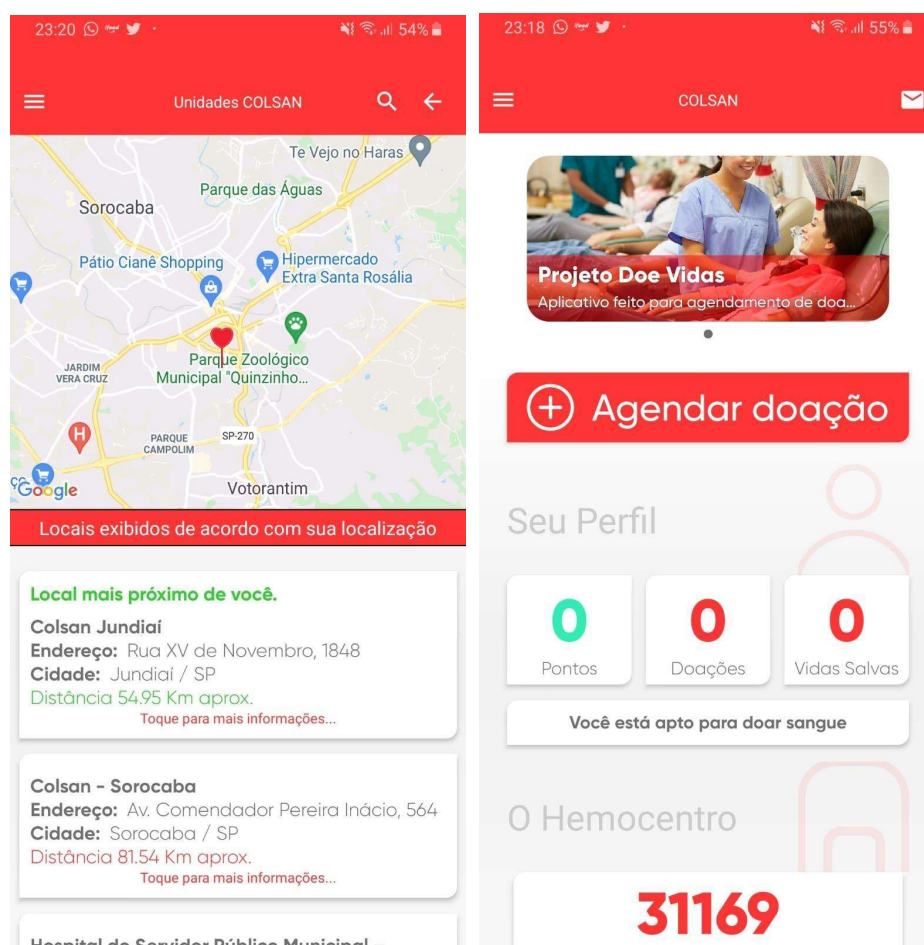 23:20
54%
Unidades COLSAN
Te Vejo no Haras
Parque das Águas
Sorocaba
Pátio Cianê Shopping
Hipermercado
Extra Santa Rosália
JARDIM
VERA CRUZ
Parque Zoológico
Municipal "Quinzinho...
H
PARQUE
CAMPOLIM
SP-270
Google
Votorantim
Locais exibidos de acordo com sua localização
Local mais próximo de você.
Colsan Jundiaí
Endereço: Rua XV de Novembro, 1848
Cidade: Jundiaí / SP
Distância 54.95 Km aprox.
Toque para mais informações...
Colsan - Sorocaba
Endereço: Av. Comendador Pereira Inácio, 564
Cidade: Sorocaba / SP
Distância 81.54 Km aprox.
Toque para mais informações...
Hospital do Servidor Público Municipal -
23:18
55%
COLSAN
Projeto Doe Vidas
Aplicativo feito para agendamento de doa...
Agendar doação
Seu Perfil
0
Pontos
0
Doações
0
Vidas Salvas
Você está apto para doar sangue
O Hemocentro
31169